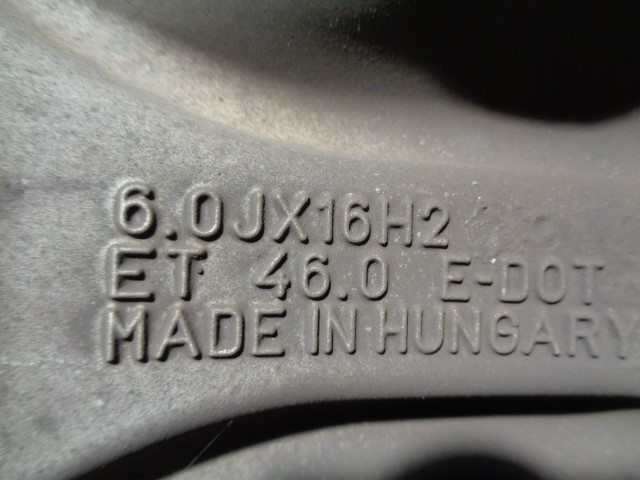 6.0JX16H2
ET 46.0 E-DOT
MADE IN HUNGARY